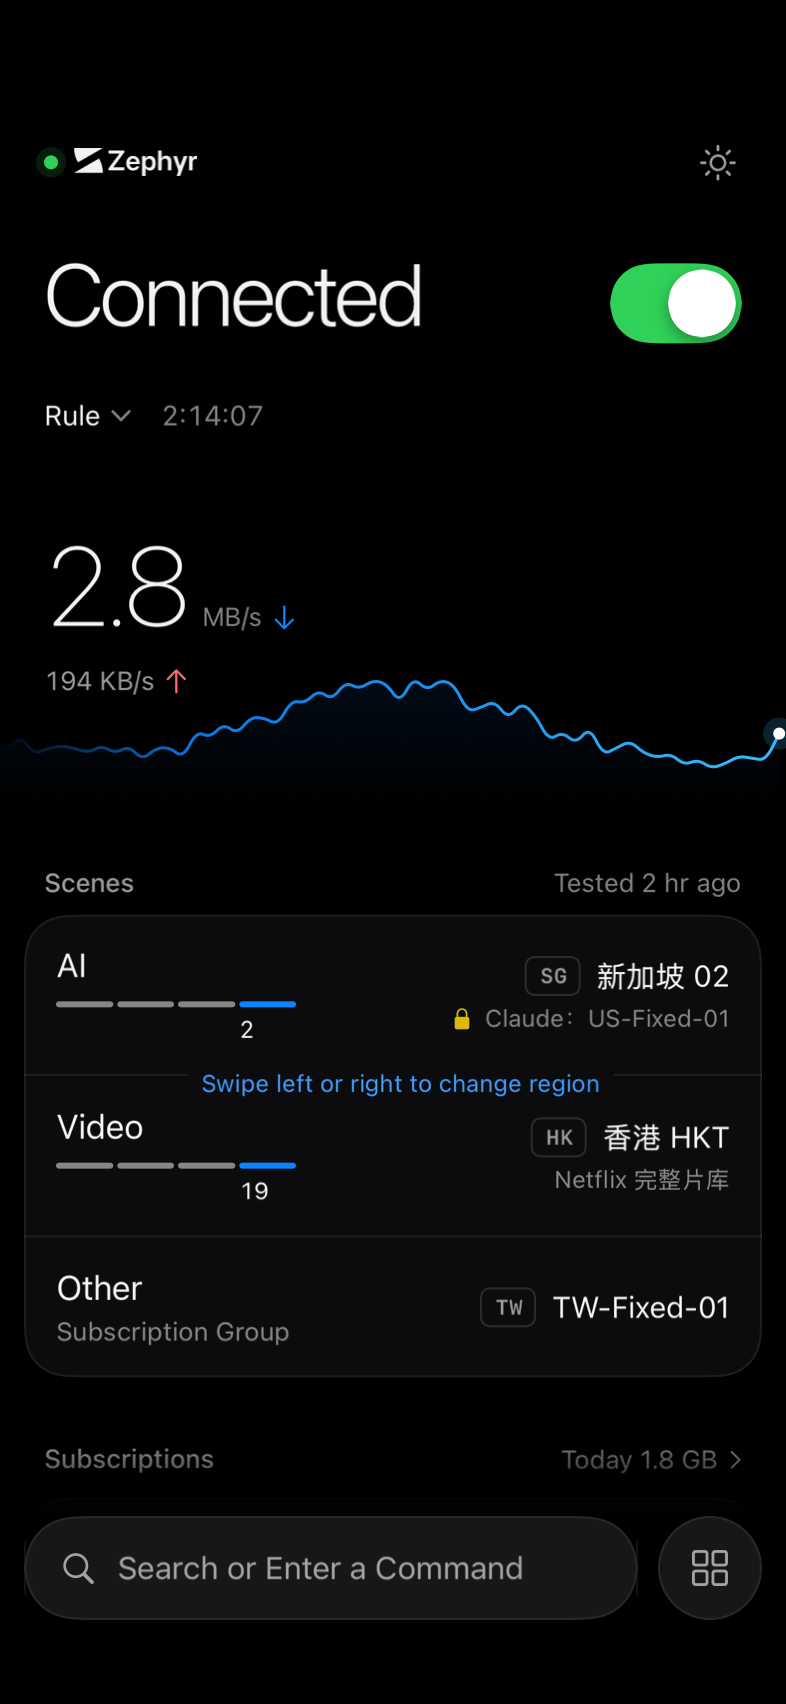 Zephyr
Connected
Rule 2:14:07
2.8 MB/s ↓
194 KB/s ↑
Scenes Tested 2 hr ago
AI SG 新加坡 02
2 Claude: US-Fixed-01
Swipe left or right to change region
Video HK 香港 HKT
19 Netflix 完整片库
Other TW TW-Fixed-01
Subscription Group
Subscriptions Today 1.8 GB
Search or Enter a Command